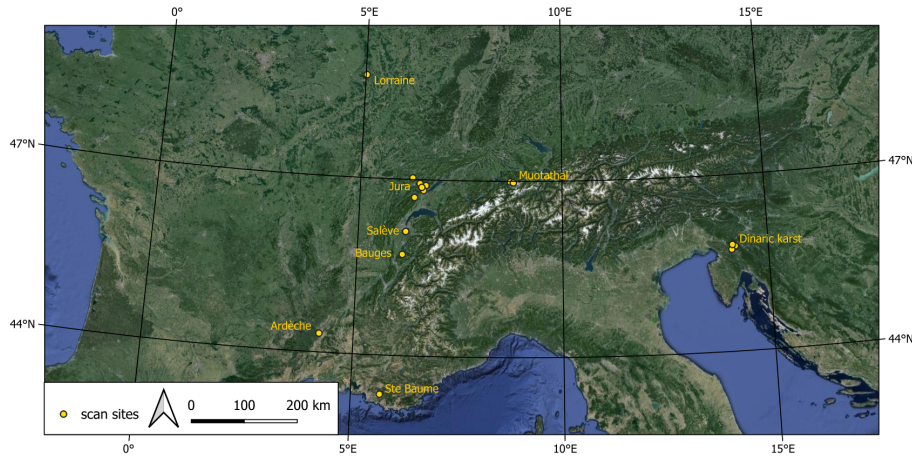 0° 5°E 10°E 15°E
Lorraine
47°N 47°N
Muotathal
Jura
Salève
Dinaric karst
Bauges
Ardèche
44°N 44°N
Ste Baume
scan sites 0 100 200 km
0° 5°E 10°E 15°E